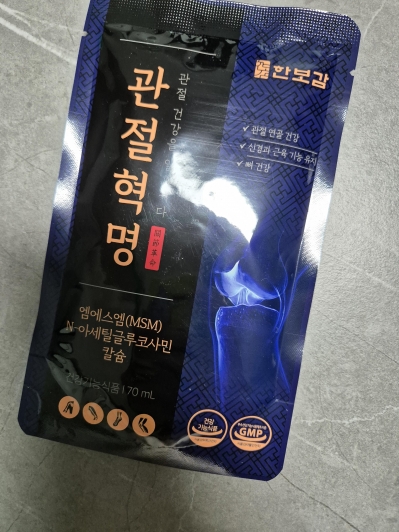 한보감
관절혁명
관절 건강을
다
✓ 관절 연골 건강
✓ 신경과 근육 기능 유지
✓ 뼈 건강
엠에스엠(MSM)
N-아세틸글루코사민
칼슘
건강기능식품 | 70 mL
건강
기능식품
GMP